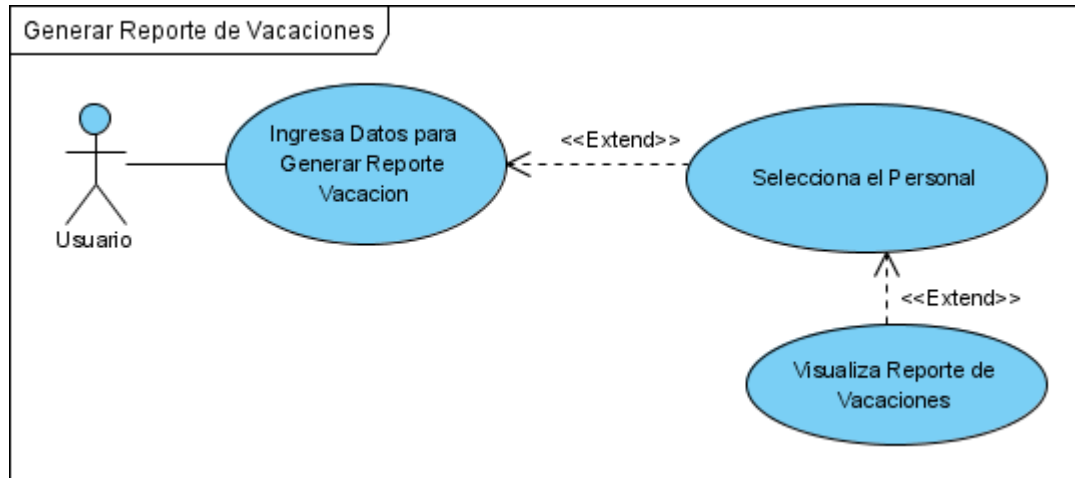 Generar Reporte de Vacaciones
Ingresa Datos para
Generar Reporte
Vacacion
<<Extend>>
Selecciona el Personal
Usuario
<<Extend>>
Visualiza Reporte de
Vacaciones